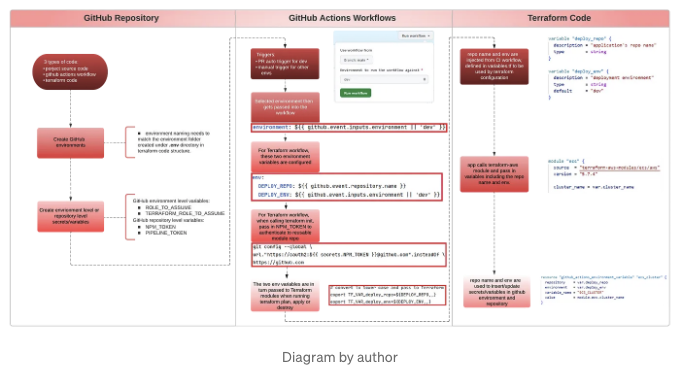 GitHub Repository
GitHub Actions Workflows
Terraform Code
3 types of code:
project source code
github actions workflow
terraform code
Create GitHub
environments
environment naming needs to
match the environment folder
created under .env directory in
terraform code structure.
Create environment level or
repository level
secrets/variables
GitHub environment level variables:
ROLE_TO_ASSUME
TERRAFORM_ROLE_TO_ASSUME
GitHub repository level variables:
NPM_TOKEN
PIPELINE_TOKEN
Triggers:
PR auto trigger for dev
manual trigger for other
envs
Run workflow
Use workflow from
Branch: main
Environment to run the workflow against *
dev
Run workflow
Selected environment then
gets passed into the
workflow
environment: ${{ github.event.inputs.environment || 'dev' }}
For Terraform workflow,
these two environment
variables are configured
env:
DEPLOY_REPO: ${{ github.event.repository.name }}
DEPLOY_ENV: ${{ github.event.inputs.environment || 'dev' }}
For Terraform workflow,
when calling terraform init,
pass in NPM_TOKEN to
authenticate to reusable
module repo
git config --global \
url."https://oauth2:${{ secrets.NPM_TOKEN }}@github.com".insteadOf \
https://github.com
The two env variables are in
turn passed to Terraform
modules when running
terraform plan, apply or
destroy
# convert to lower case and pass to Terraform
export TF_VAR_deploy_repo=${DEPLOY_REPO,,}
export TF_VAR_deploy_env=${DEPLOY_ENV,,}
repo name and env are
injected from CI workflow,
defined in variables.tf to be
used by terraform
configuration
variable "deploy_repo" {
description = "application's repo name"
type = string
}
variable "deploy_env" {
description = "deployment environment"
type = string
default = "dev"
}
app calls terraform-aws
module and pass in
variables including the repo
name and env
module "ecs" {
source = "terraform-aws-modules/ecs/aws"
cluster_name = var.cluster_name
repo name and env are
used to insert/update
secrets/variables in github
environment and
repository
resource "github_actions_environment_variable" "ecs_cluster" {
repository = var.deploy_repo
environment = var.deploy_env
variable_name = "ECS_CLUSTER"
value = module.ecs.cluster_name
}
Diagram by author